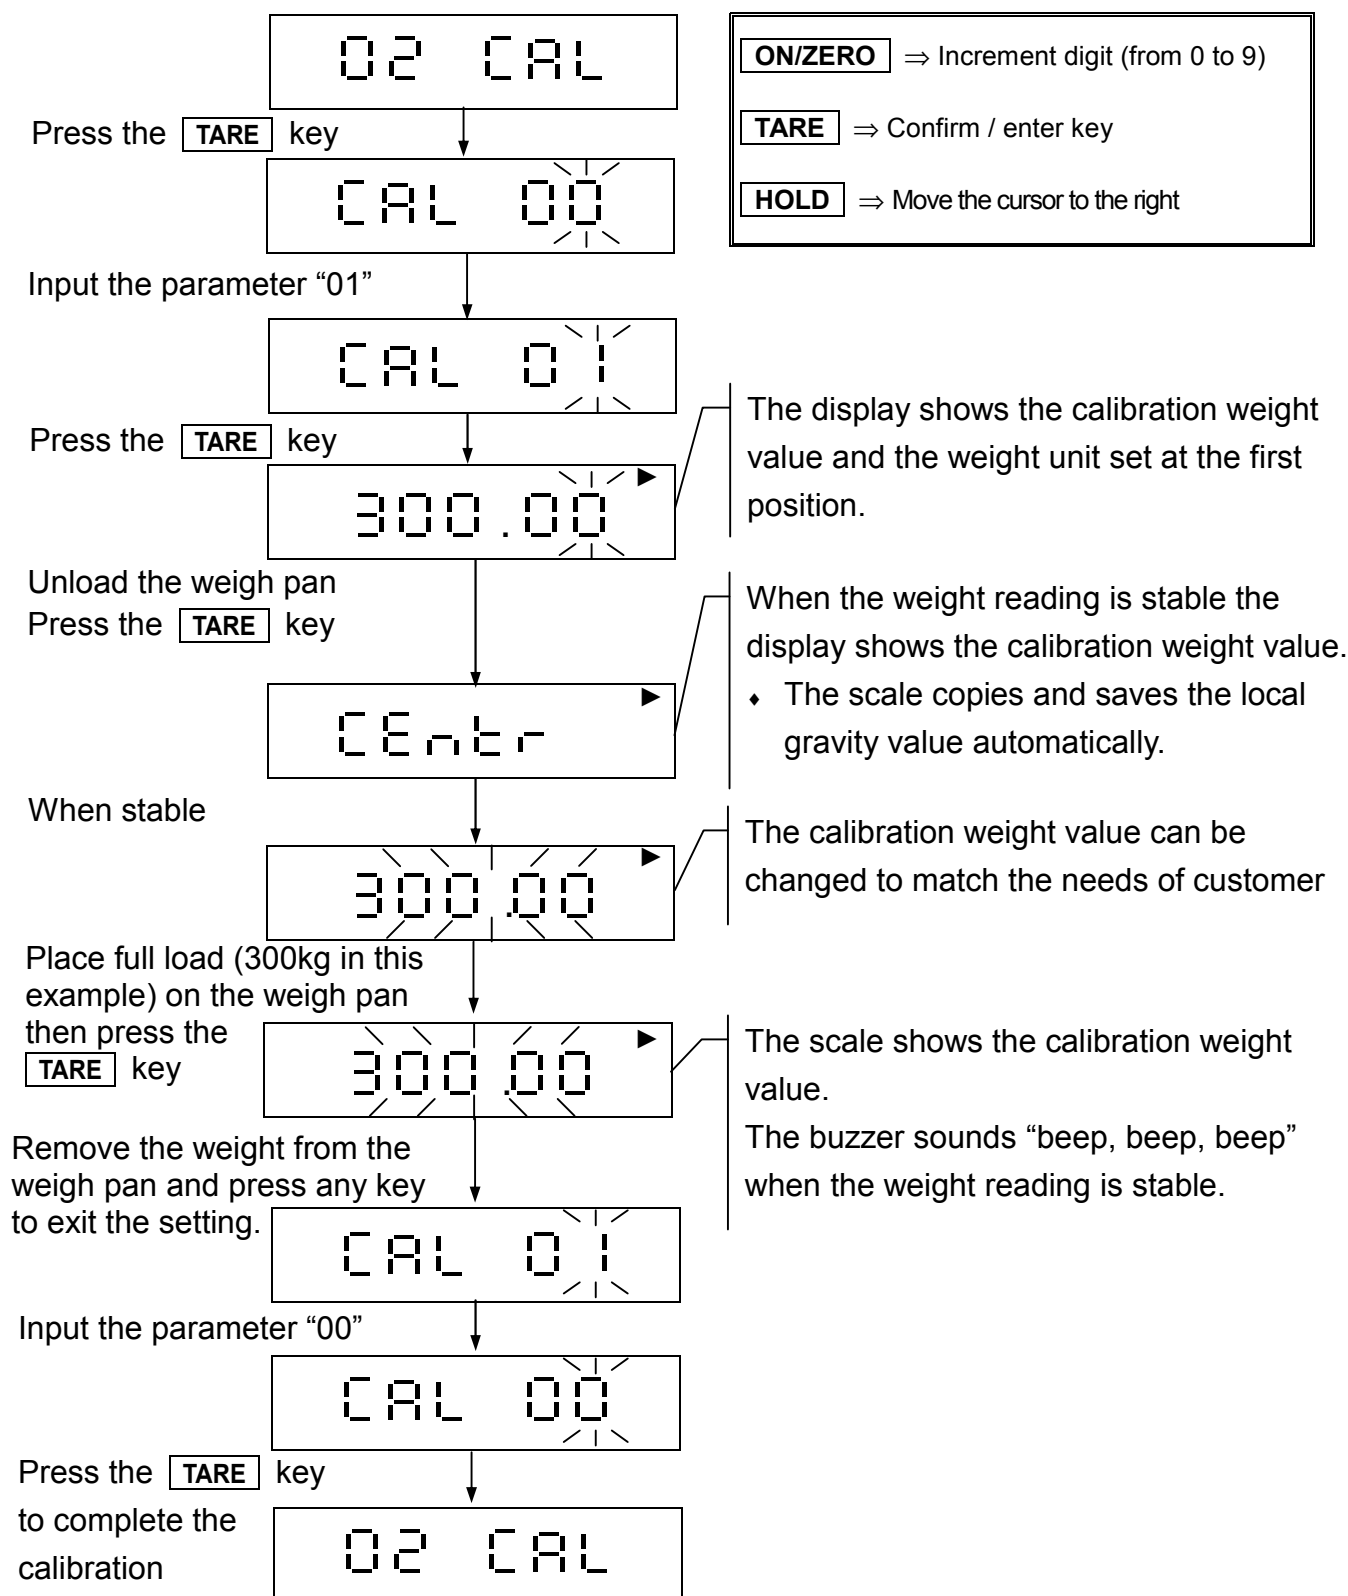 02 CAL
ON/ZERO ⇒ Increment digit (from 0 to 9)
TARE ⇒ Confirm / enter key
HOLD ⇒ Move the cursor to the right
Press the TARE key
CAL 00
Input the parameter “01”
CAL 01
Press the TARE key
300.00
The display shows the calibration weight
value and the weight unit set at the first
position.
Unload the weigh pan
Press the TARE key
CEntr
When the weight reading is stable the
display shows the calibration weight value.
♦ The scale copies and saves the local
gravity value automatically.
When stable
300.00
The calibration weight value can be
changed to match the needs of customer
Place full load (300kg in this
example) on the weigh pan
then press the
TARE key
300.00
The scale shows the calibration weight
value.
The buzzer sounds “beep, beep, beep”
when the weight reading is stable.
Remove the weight from the
weigh pan and press any key
to exit the setting.
CAL 01
Input the parameter “00”
CAL 00
Press the TARE key
to complete the
calibration
02 CAL